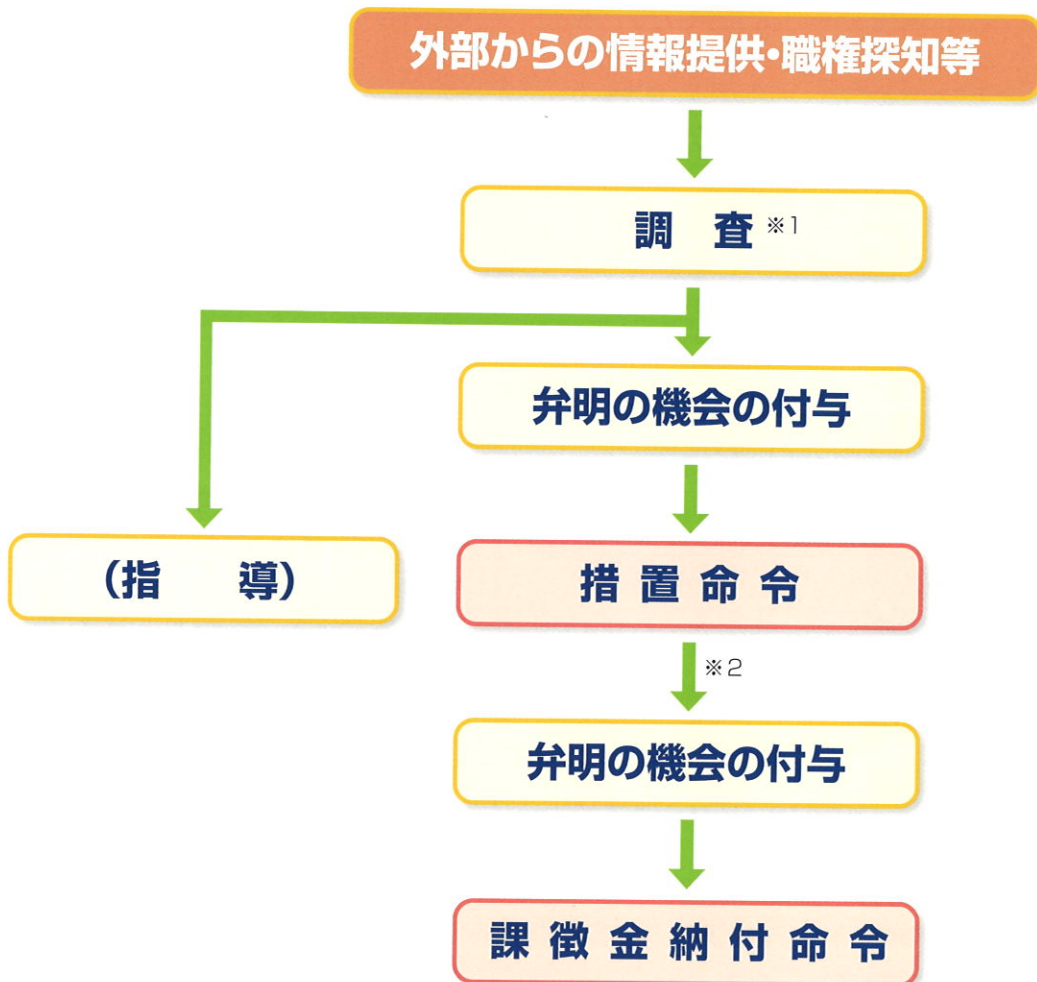 外部からの情報提供・職権探知等
調 査 ※1
弁明の機会の付与
(指 導)
措置命令
※2
弁明の機会の付与
課徴金納付命令